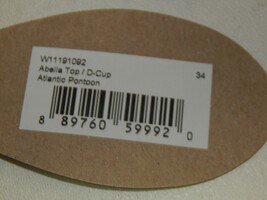 W11191092 34
Abella Top / D-Cup
Atlantic Pontoon
8 89760 59992 0